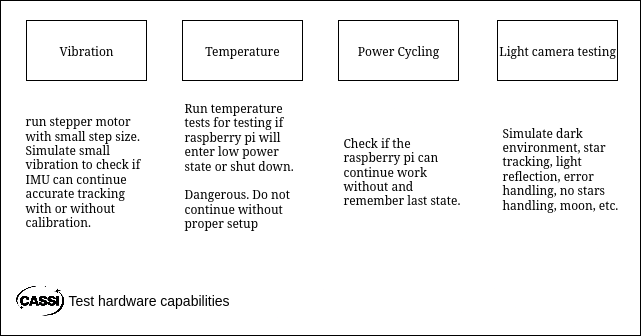 Vibration
run stepper motor
with small step size.
Simulate small
vibration to check if
IMU can continue
accurate tracking
with or without
calibration.
Temperature
Run temperature
tests for testing if
raspberry pi will
enter low power
state or shut down.
Dangerous. Do not
continue without
proper setup
Power Cycling
Check if the
raspberry pi can
continue work
without and
remember last state.
Light camera testing
Simulate dark
environment, star
tracking, light
reflection, error
handling, no stars
handling, moon, etc.
CASSI Test hardware capabilities